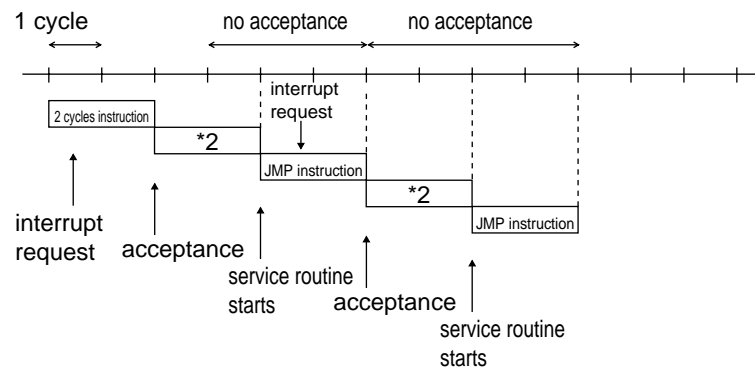 1 cycle
no acceptance
no acceptance
interrupt
request
2 cycles instruction
*2
JMP instruction
*2
JMP instruction
interrupt
request
acceptance
service routine
starts
acceptance
service routine
starts